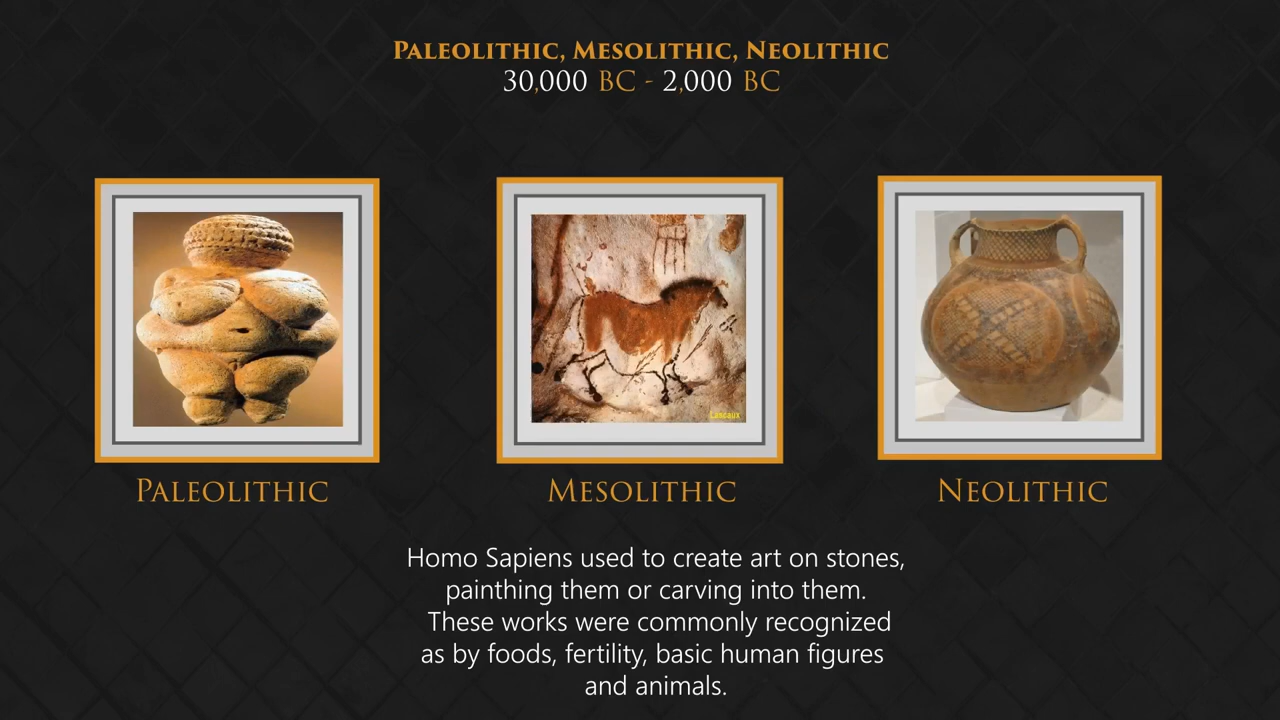 Paleolithic, Mesolithic, Neolithic
30,000 BC - 2,000 BC
Lascaux
Paleolithic
Mesolithic
Neolithic
Homo Sapiens used to create art on stones,
painthing them or carving into them.
These works were commonly recognized
as by foods, fertility, basic human figures
and animals.